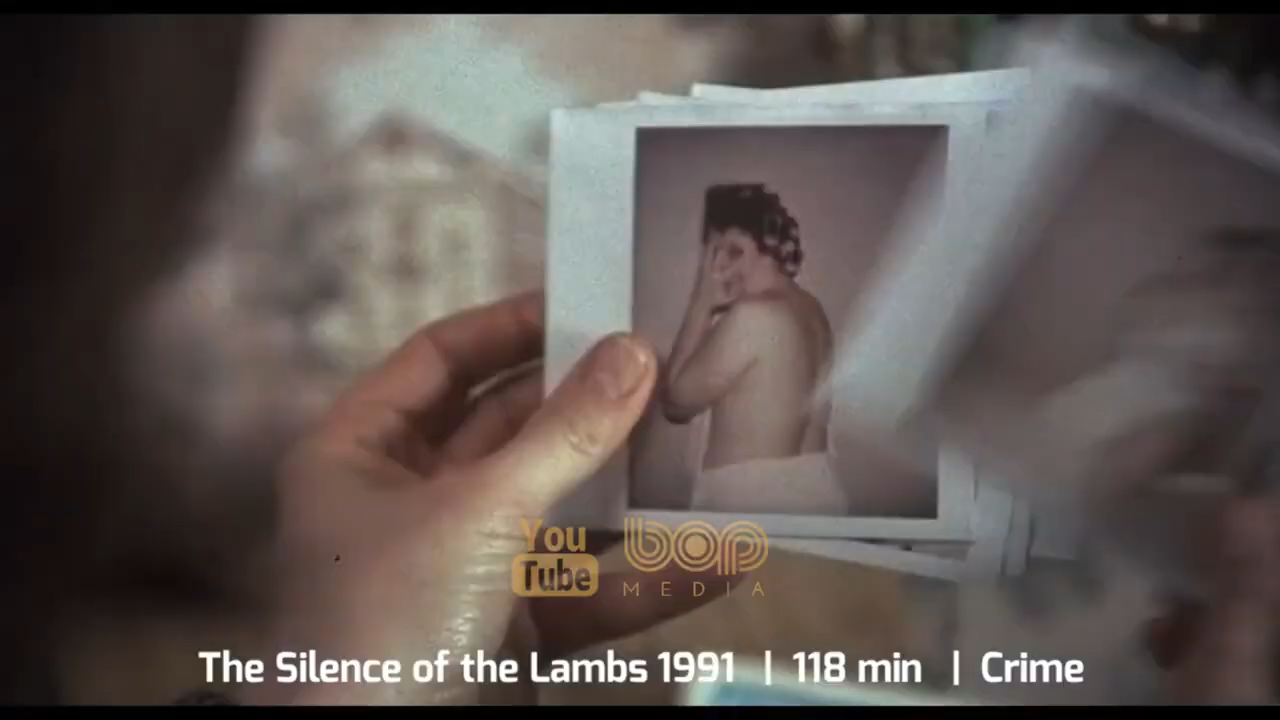 You
Tube
bop
MEDIA
The Silence of the Lambs 1991 | 118 min | Crime